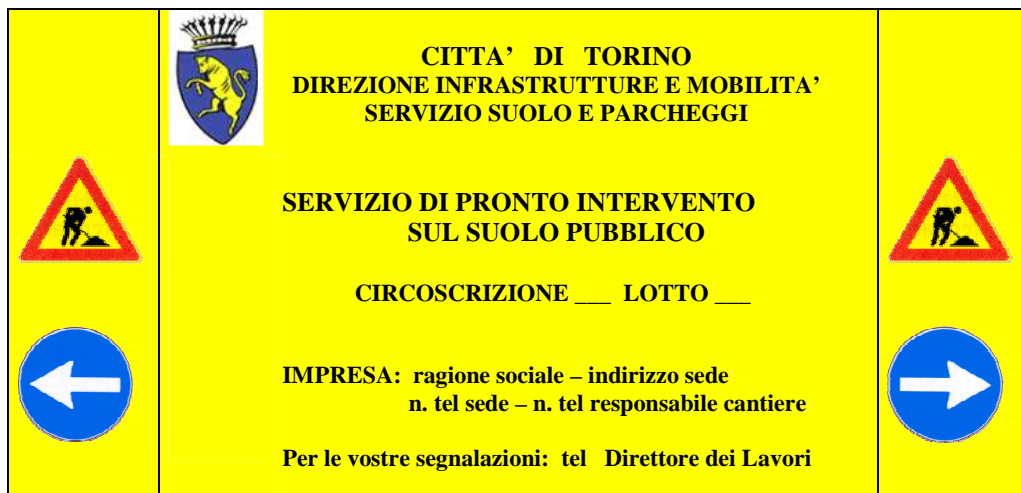 CITTA' DI TORINO
DIREZIONE INFRASTRUTTURE E MOBILITA'
SERVIZIO SUOLO E PARCHEGGI
SERVIZIO DI PRONTO INTERVENTO
SUL SUOLO PUBBLICO
CIRCOSCRIZIONE ___ LOTTO ___
IMPRESA: ragione sociale – indirizzo sede
n. tel sede – n. tel responsabile cantiere
Per le vostre segnalazioni: tel Direttore dei Lavori